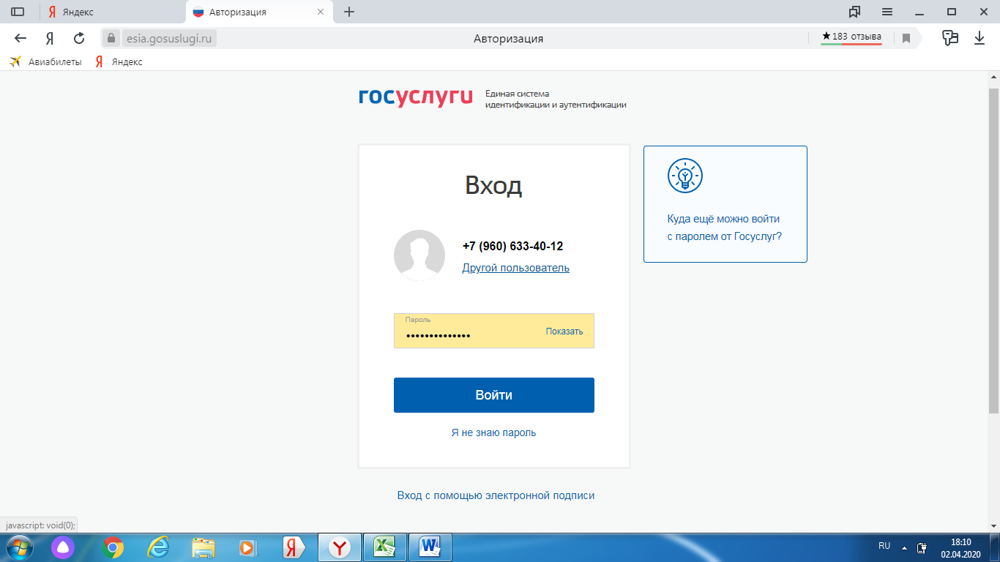 Яндекс
Авторизация
esia.gosuslugi.ru
Авторизация
★183 отзыва
Авиабилеты
Яндекс
госуслуги
Единая система
идентификации и аутентификации
Вход
+7 (960) 633-40-12
Другой пользователь
Пароль
••••••••••••••
Показать
Войти
Я не знаю пароль
Вход с помощью электронной подписи
Куда ещё можно войти
с паролем от Госуслуг?
javascript: void(0);
RU
18:10
02.04.2020